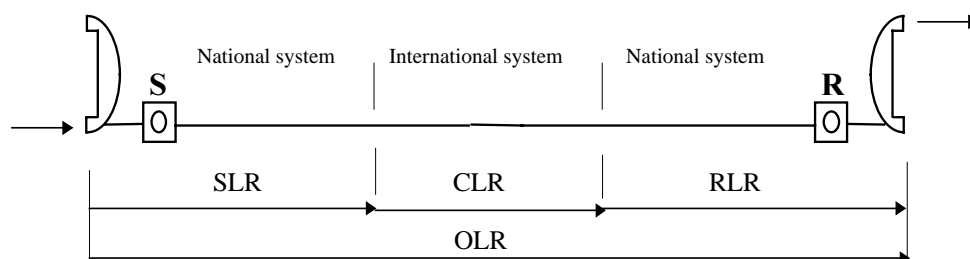 National system International system National system
S R
SLR CLR RLR
OLR